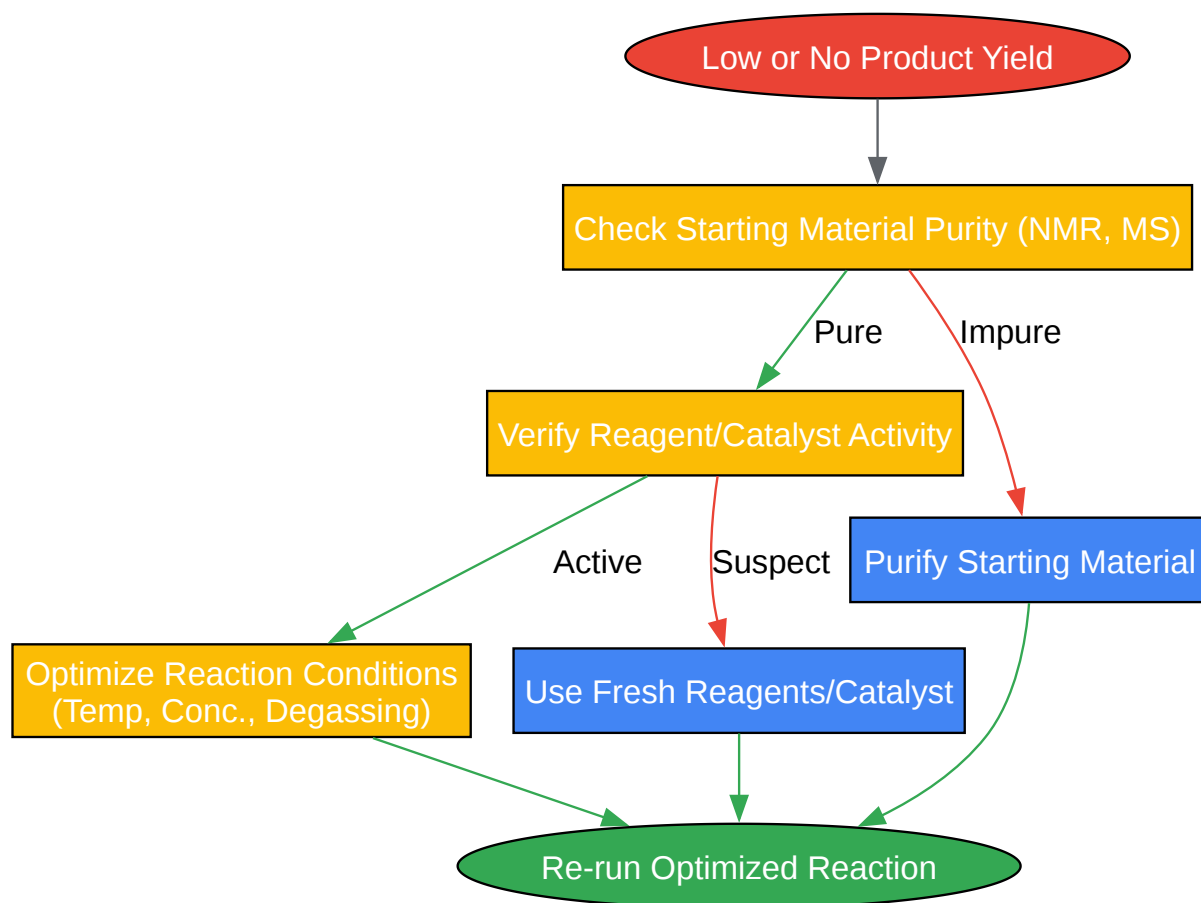 Low or No Product Yield
Check Starting Material Purity (NMR, MS)
Pure
Impure
Verify Reagent/Catalyst Activity
Active
Suspect
Purify Starting Material
Optimize Reaction Conditions
(Temp, Conc., Degassing)
Use Fresh Reagents/Catalyst
Re-run Optimized Reaction